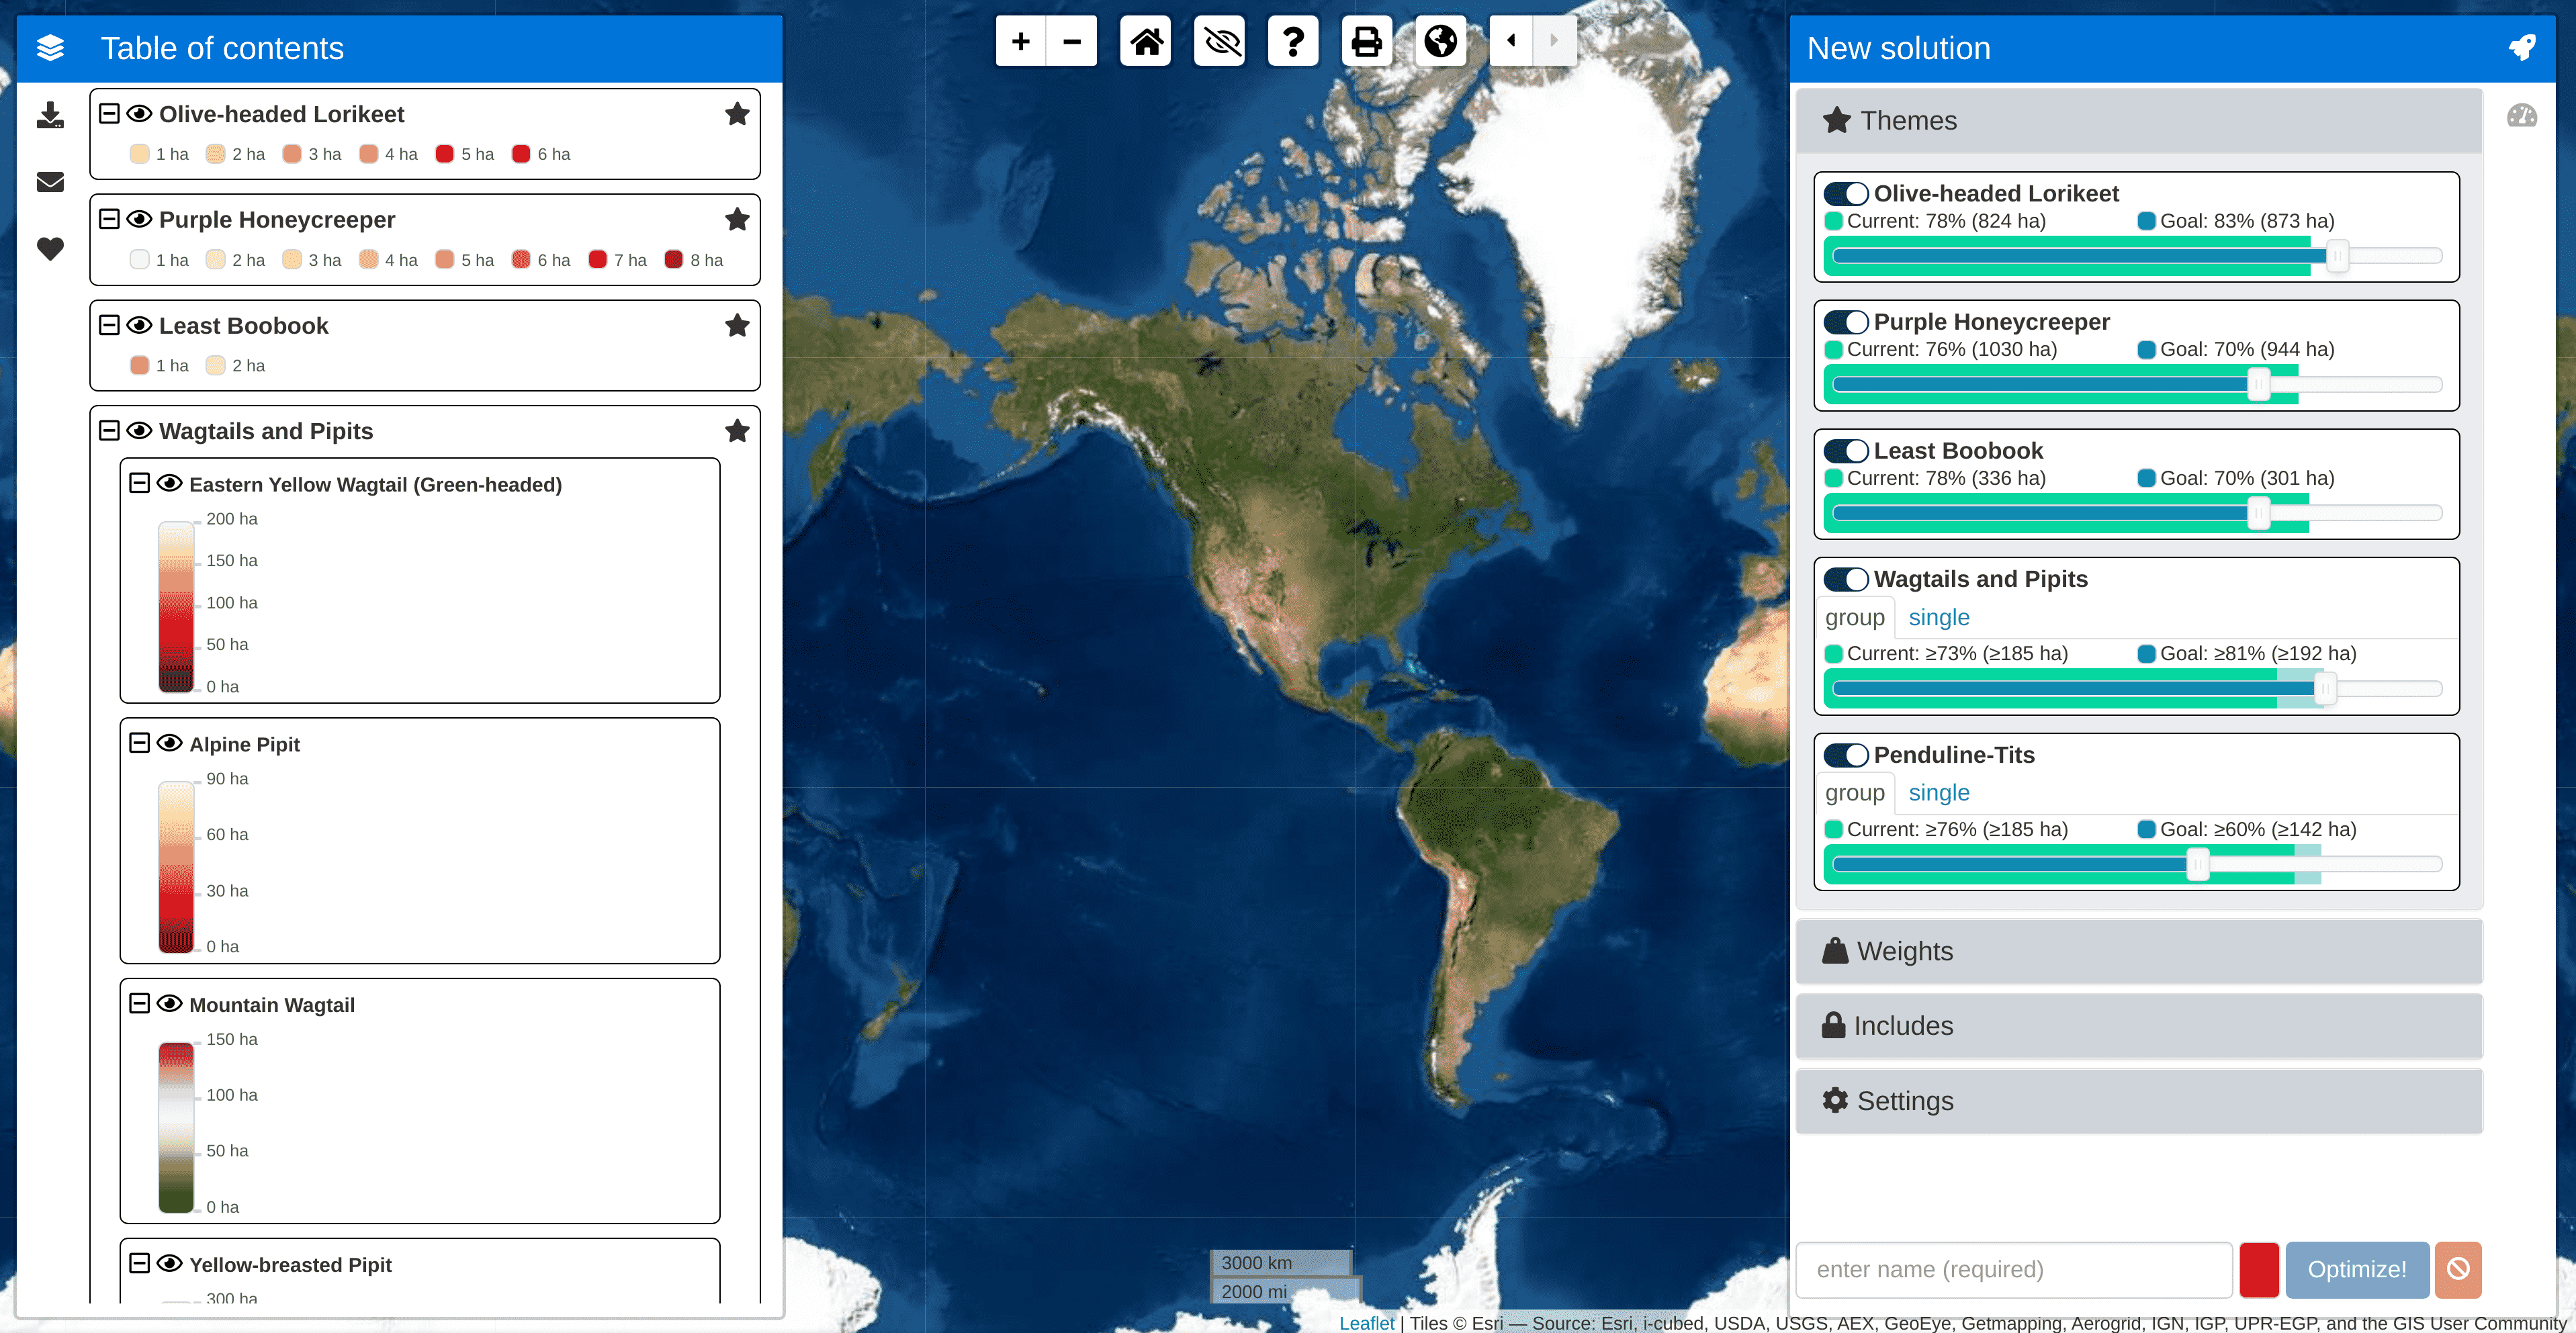 Table of contents
Olive-headed Lorikeet
1 ha 2 ha 3 ha 4 ha 5 ha 6 ha
Purple Honeycreeper
1 ha 2 ha 3 ha 4 ha 5 ha 6 ha 7 ha 8 ha
Least Boobook
1 ha 2 ha
Wagtails and Pipits
Eastern Yellow Wagtail (Green-headed)
200 ha
150 ha
100 ha
50 ha
0 ha
Alpine Pipit
90 ha
60 ha
30 ha
0 ha
Mountain Wagtail
150 ha
100 ha
50 ha
0 ha
Yellow-breasted Pipit
300 ha
3000 km
2000 mi
New solution
Themes
Olive-headed Lorikeet
Current: 78% (824 ha) Goal: 83% (873 ha)
Purple Honeycreeper
Current: 76% (1030 ha) Goal: 70% (944 ha)
Least Boobook
Current: 78% (336 ha) Goal: 70% (301 ha)
Wagtails and Pipits
group single
Current: ≥73% (≥185 ha) Goal: ≥81% (≥192 ha)
Penduline-Tits
group single
Current: ≥76% (≥185 ha) Goal: ≥60% (≥142 ha)
Weights
Includes
Settings
enter name (required) Optimize!
Leaflet | Tiles © Esri — Source: Esri, i-cubed, USDA, USGS, AEX, GeoEye, Getmapping, Aerogrid, IGN, IGP, UPR-EGP, and the GIS User Community